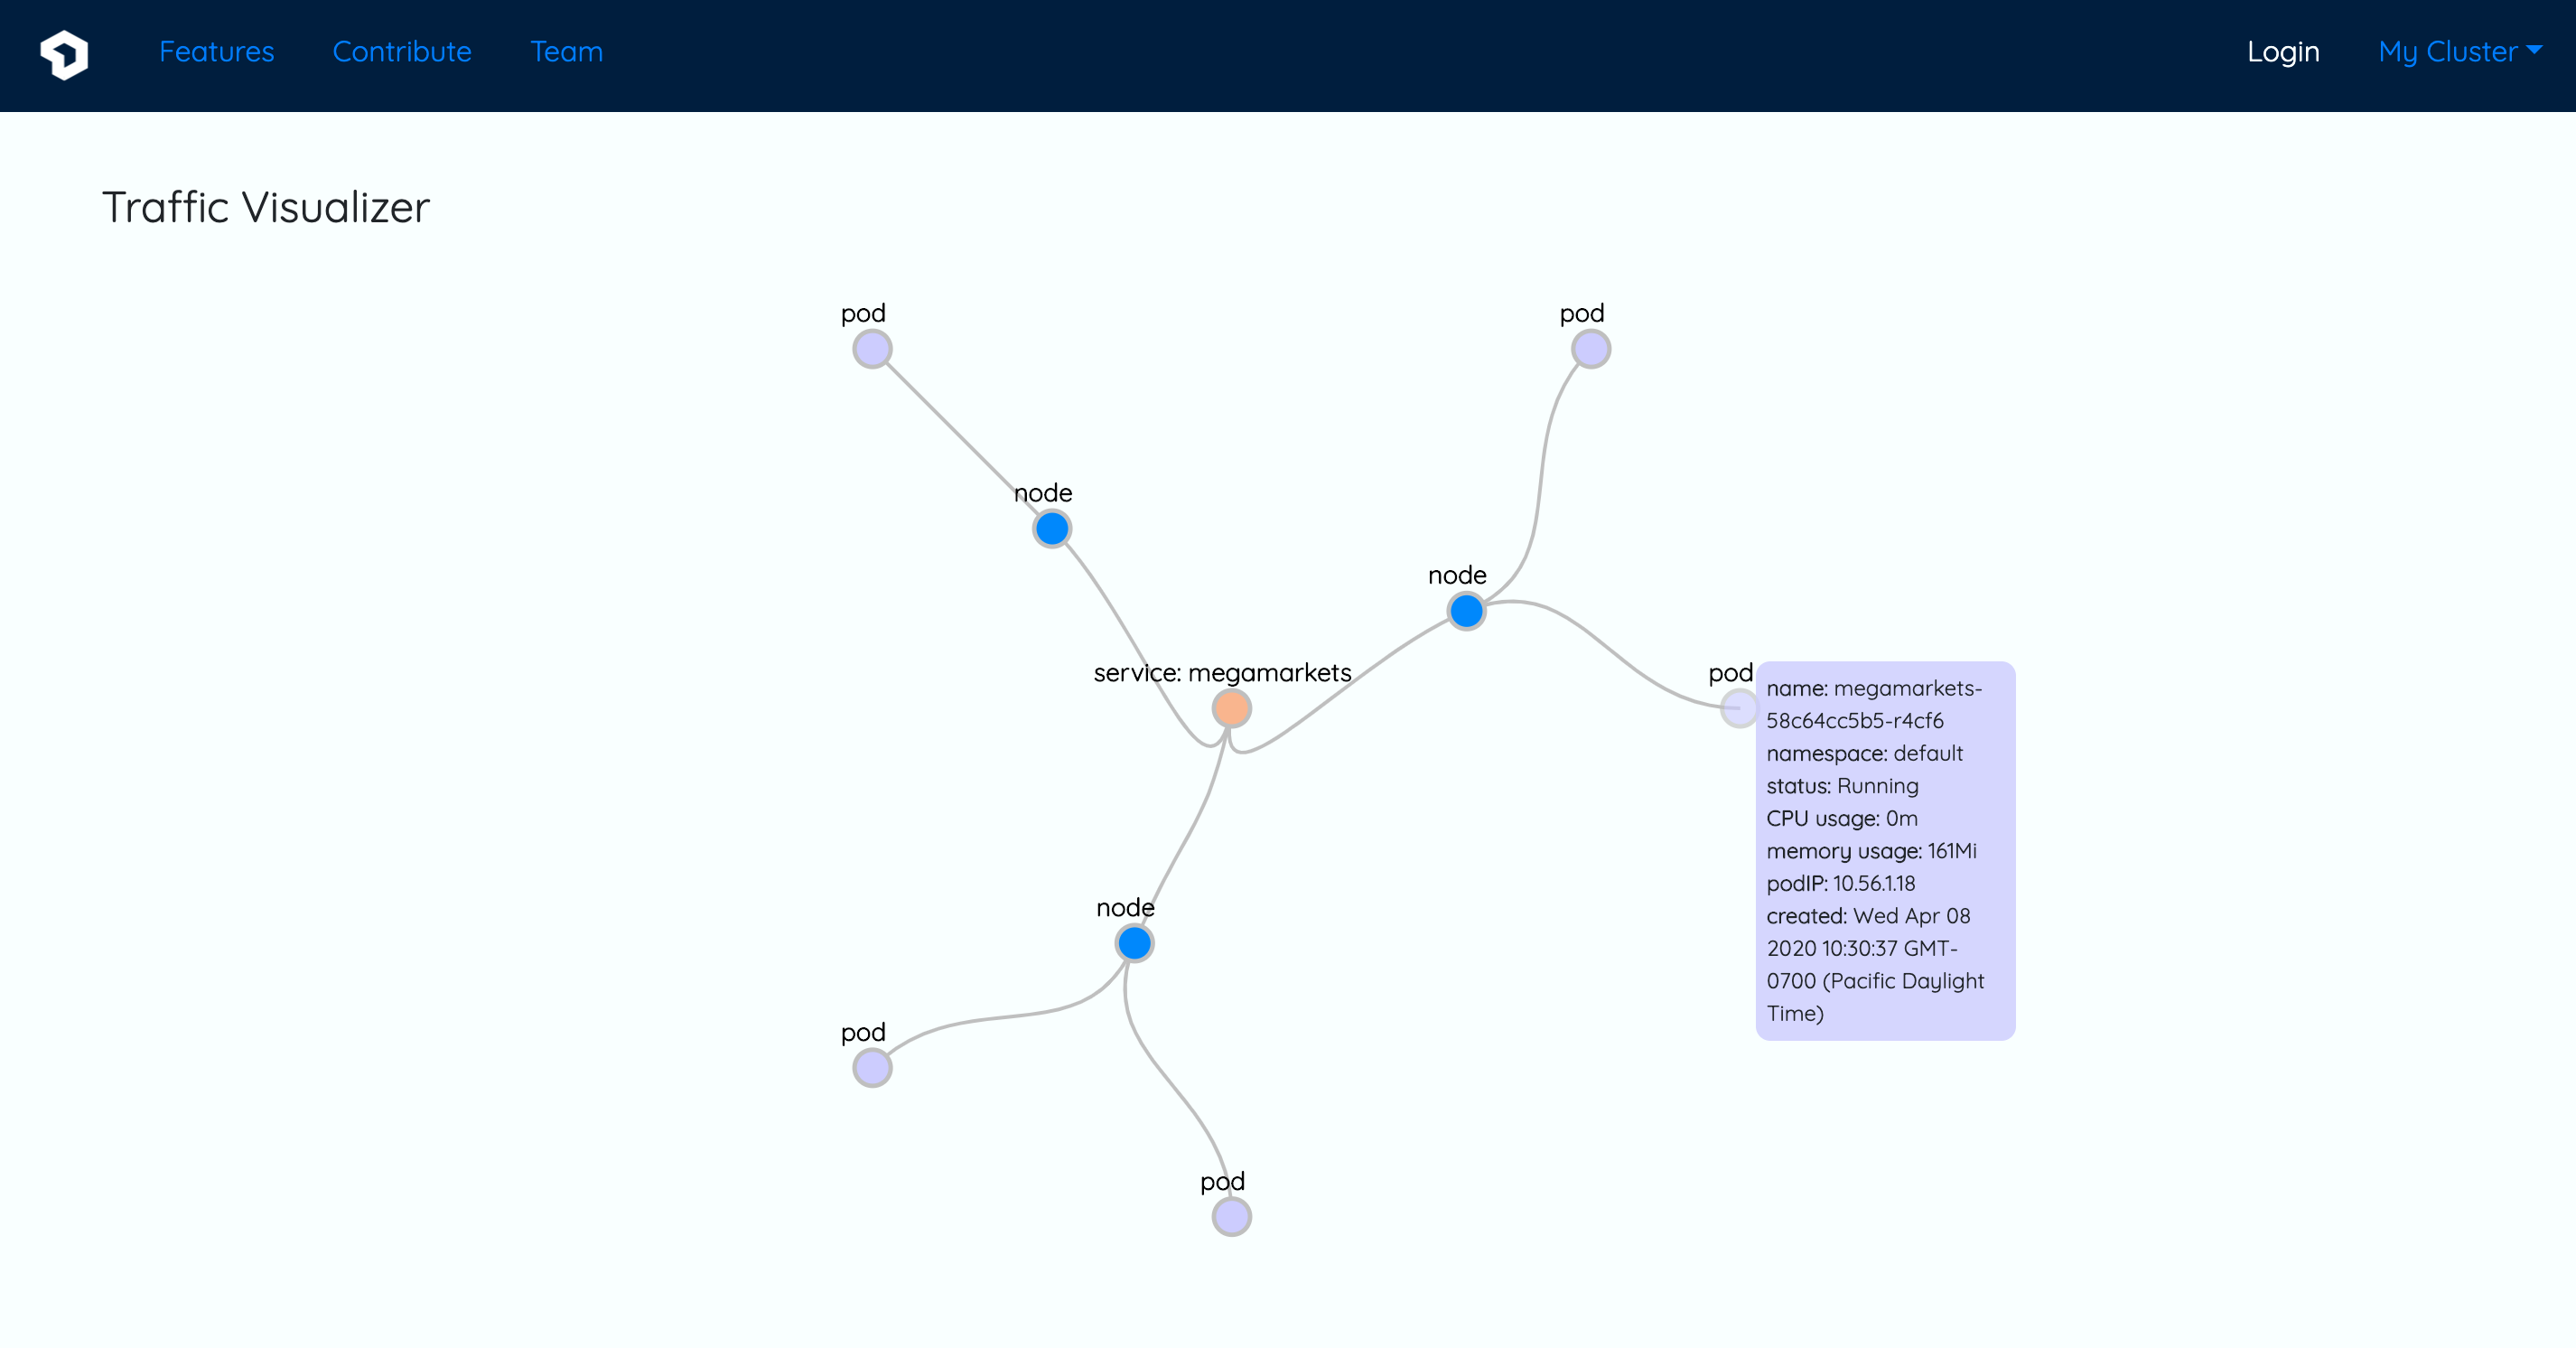 Features Contribute Team Login My Cluster
Traffic Visualizer
pod
pod
node
node
service: megamarkets
pod
name: megamarkets-
58c64cc5b5-r4cf6
namespace: default
status: Running
CPU usage: 0m
memory usage: 161Mi
podIP: 10.56.1.18
created: Wed Apr 08
2020 10:30:37 GMT-
0700 (Pacific Daylight
Time)
node
pod
pod